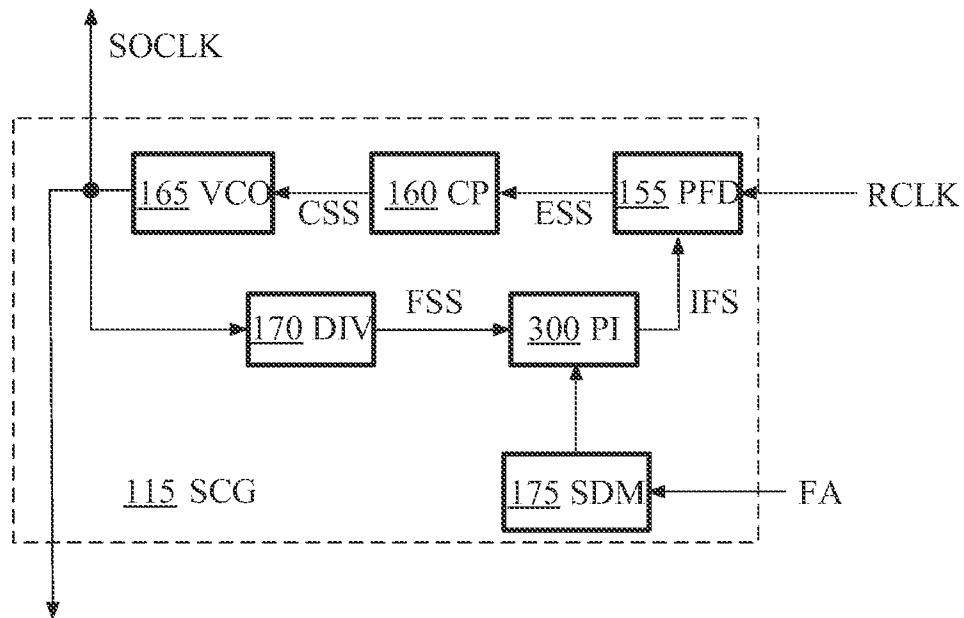 SOCLK
165 VCO
CSS
160 CP
ESS
155 PFD
RCLK
170 DIV
FSS
300 PI
IFS
115 SCG
175 SDM
FA